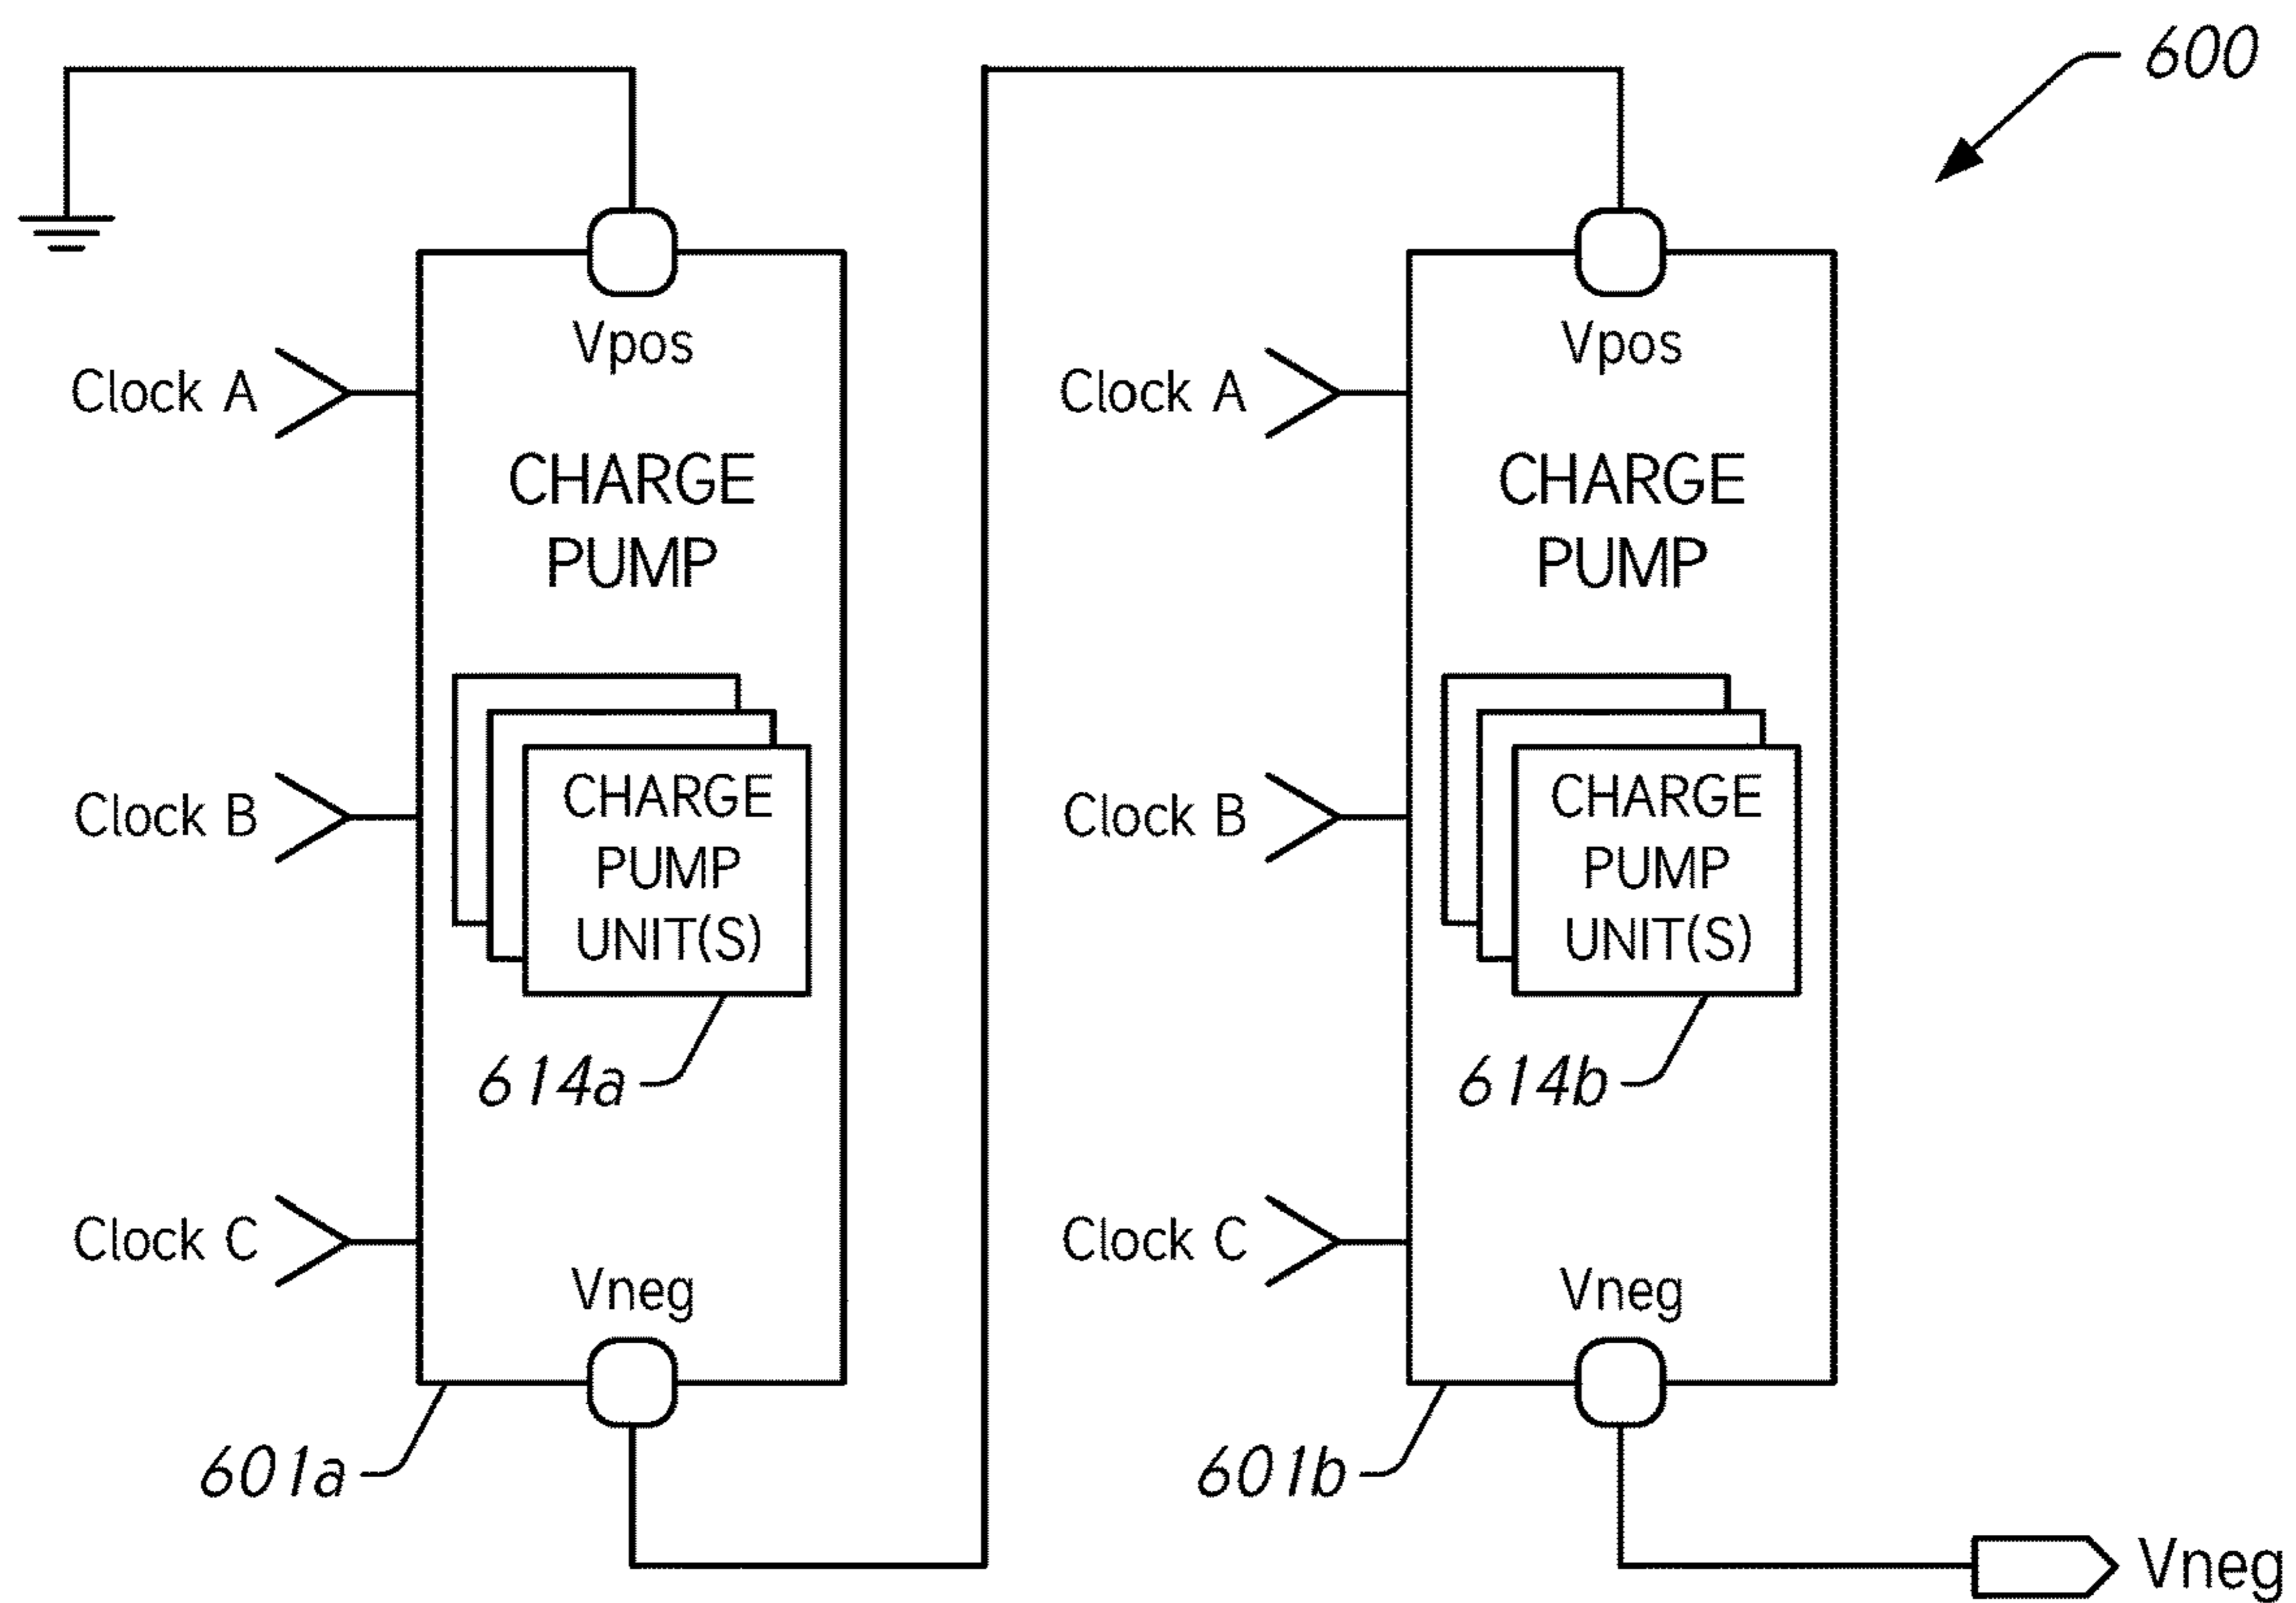 600
Vpos
Clock A
CHARGE
PUMP
Clock B
CHARGE
PUMP
UNIT(S)
614a
Clock C
Vneg
601a
Vpos
Clock A
CHARGE
PUMP
Clock B
CHARGE
PUMP
UNIT(S)
614b
Clock C
Vneg
601b
Vneg